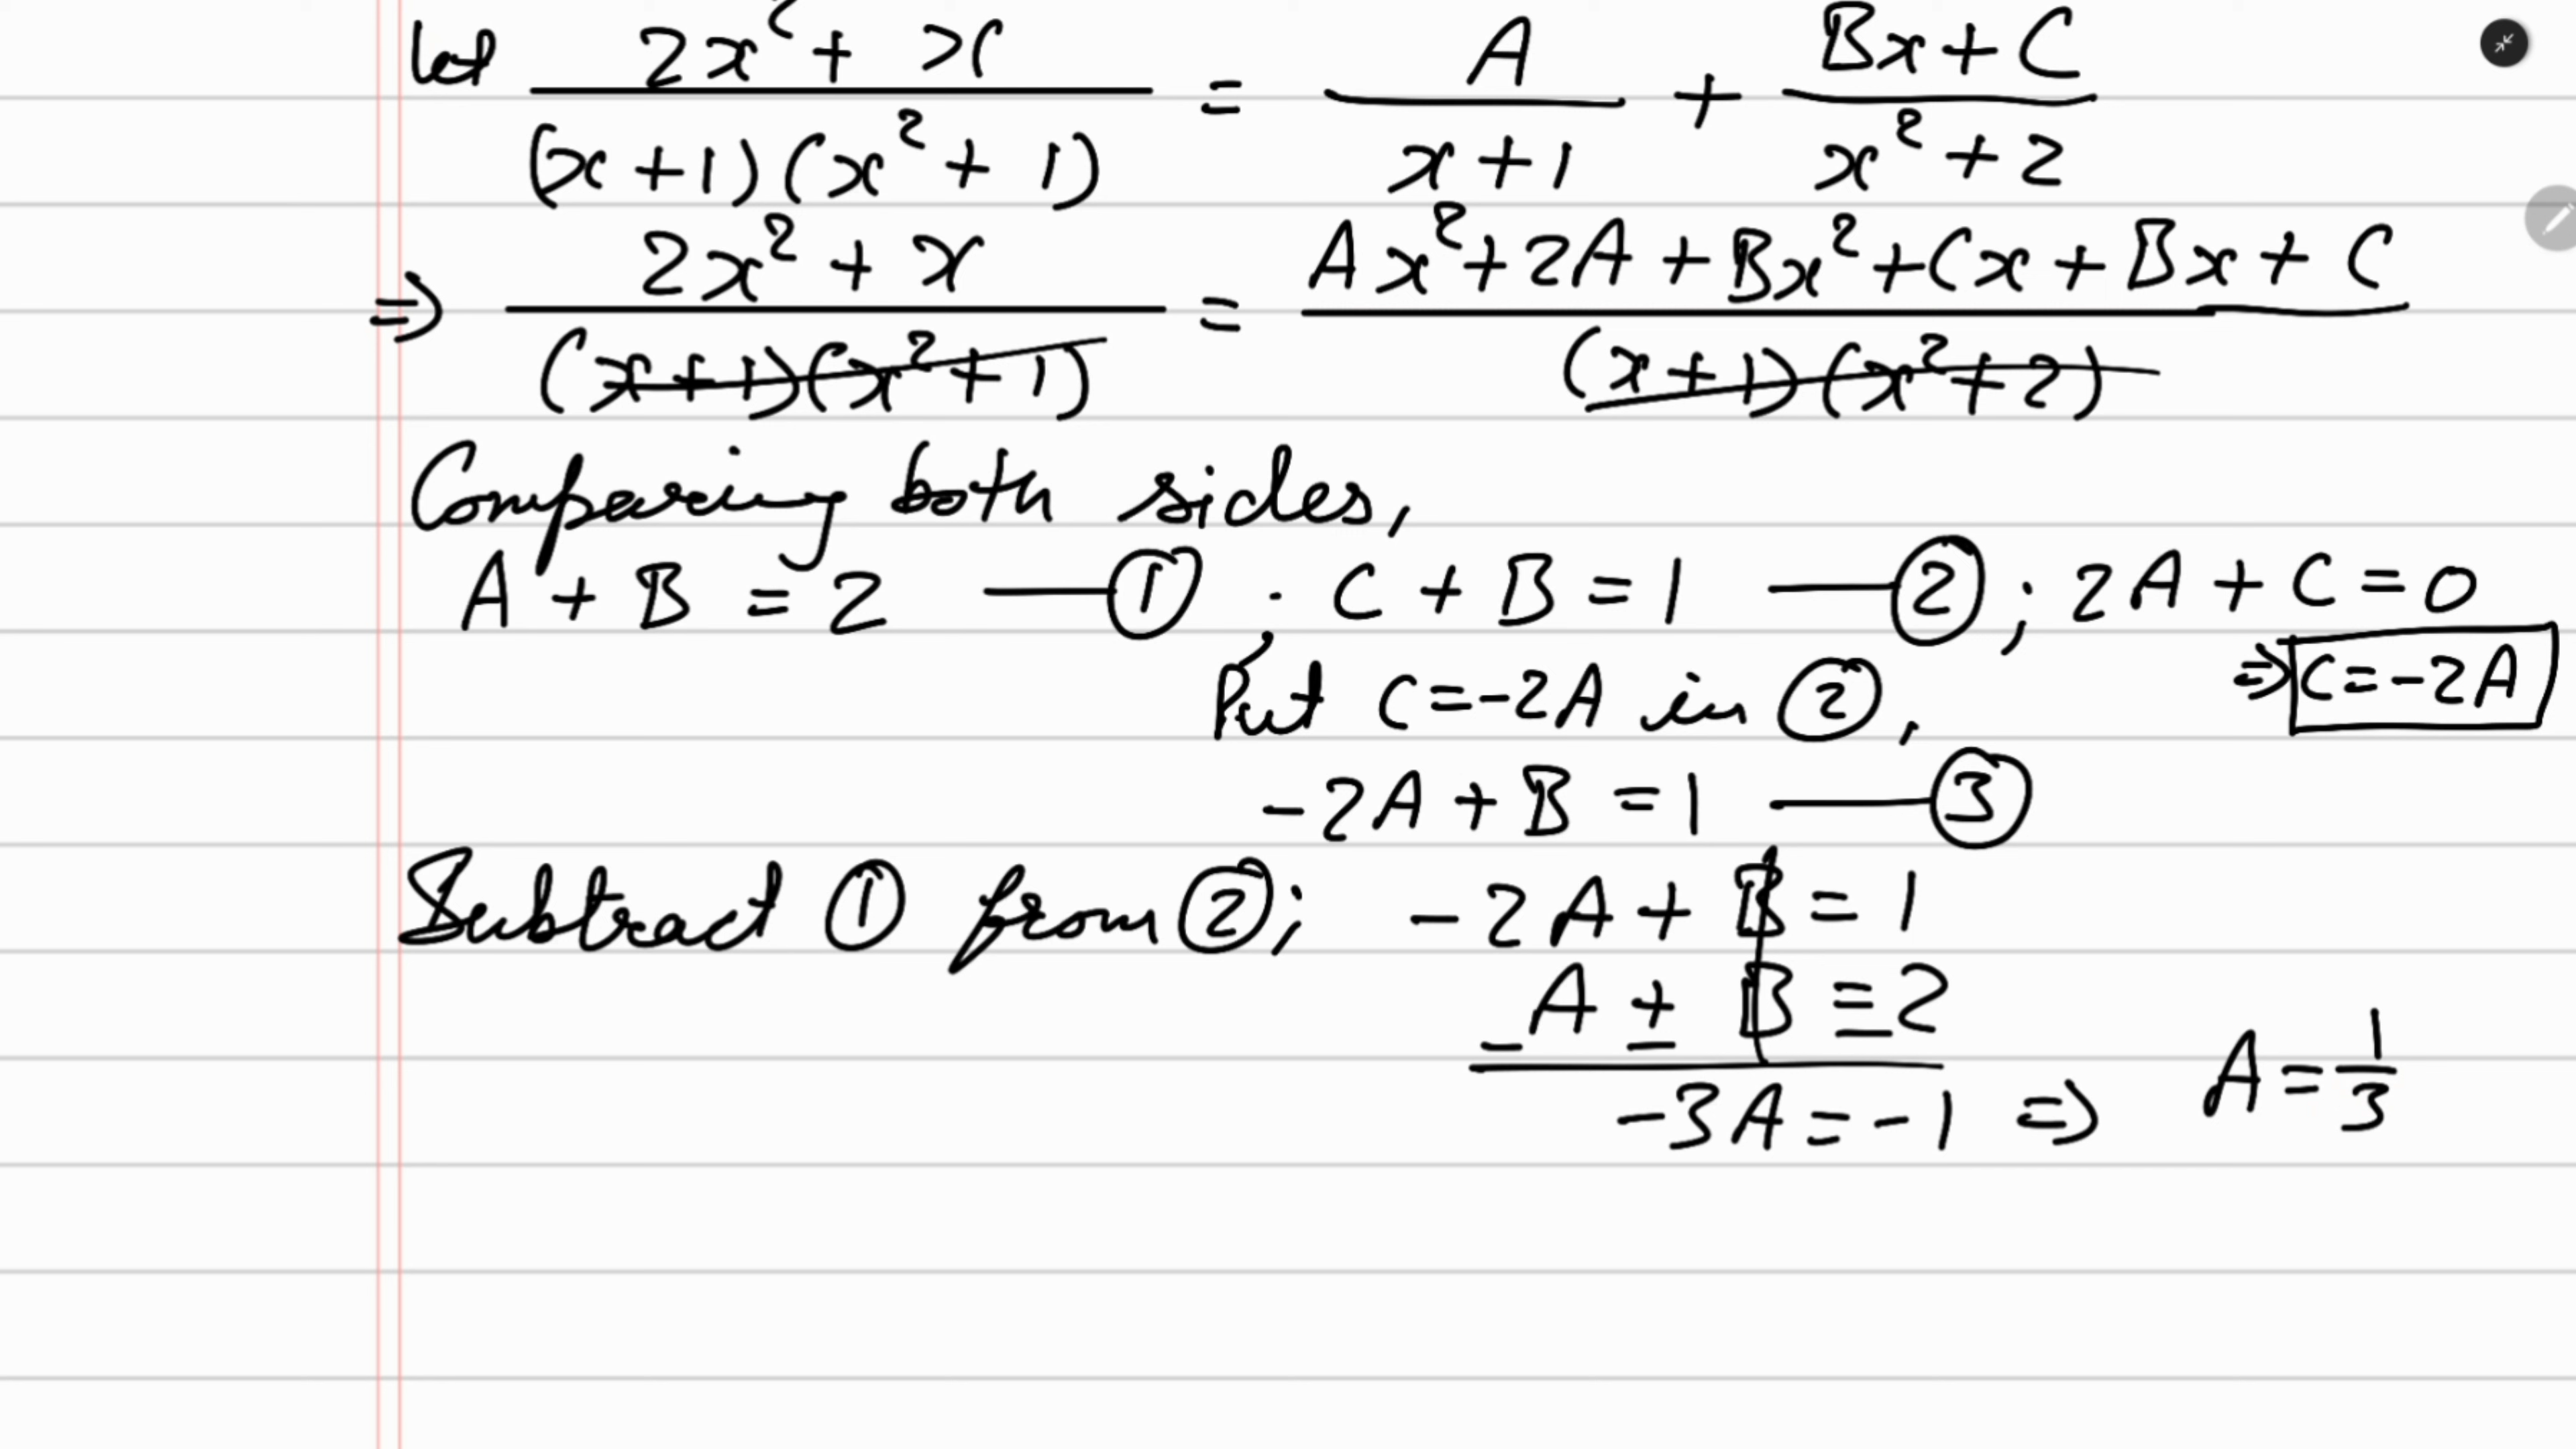 Let (2x² + x)/((x+1)(x²+1)) = A/(x+1) + (Bx+C)/(x²+2)
⇒ (2x² + x)/((x+1)(x²+1)) = (Ax²+2A+Bx²+Cx+Bx+C)/((x+1)(x²+2))
Comparing both sides,
A + B = 2 —① ; C + B = 1 —② ; 2A + C = 0
⇒ C = -2A
Put C = -2A in ②,
-2A + B = 1 —③
Subtract ① from ②; -2A + B = 1
A + B = 2
- - -
-3A = -1 ⇒ A = 1/3